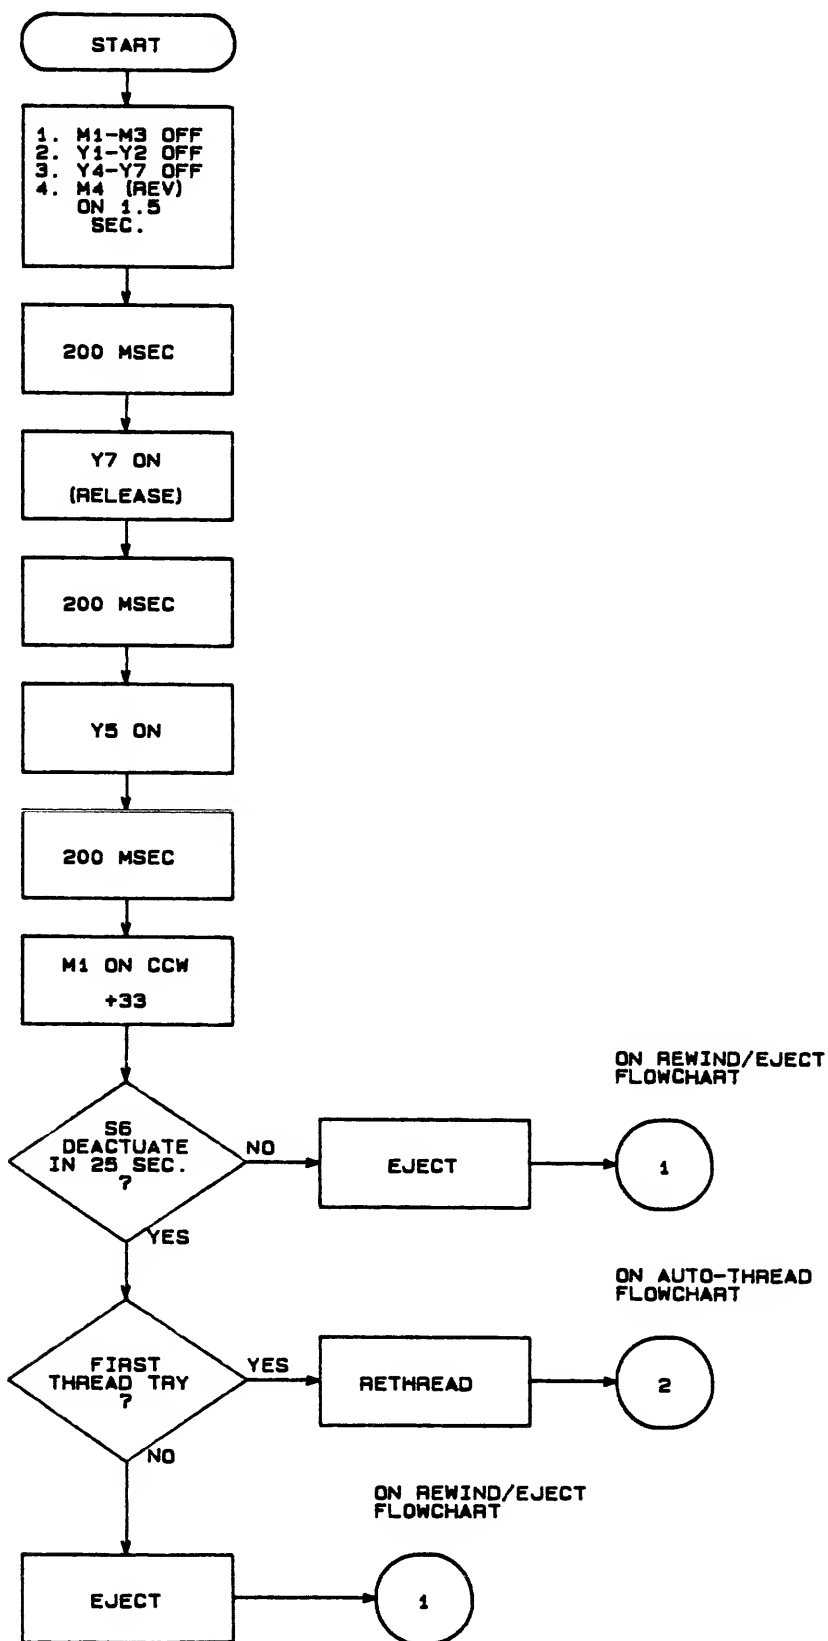 START
1. M1-M3 OFF
2. Y1-Y2 OFF
3. Y4-Y7 OFF
4. M4 (REV)
ON 1.5
SEC.
200 MSEC
Y7 ON
(RELEASE)
200 MSEC
Y5 ON
200 MSEC
M1 ON CCW
+33
ON REWIND/EJECT
FLOWCHART
S6
DEACTUATE
IN 25 SEC.
?
NO
EJECT
1
YES
ON AUTO-THREAD
FLOWCHART
FIRST
THREAD TRY
?
YES
RETHREAD
2
NO
ON REWIND/EJECT
FLOWCHART
EJECT
1